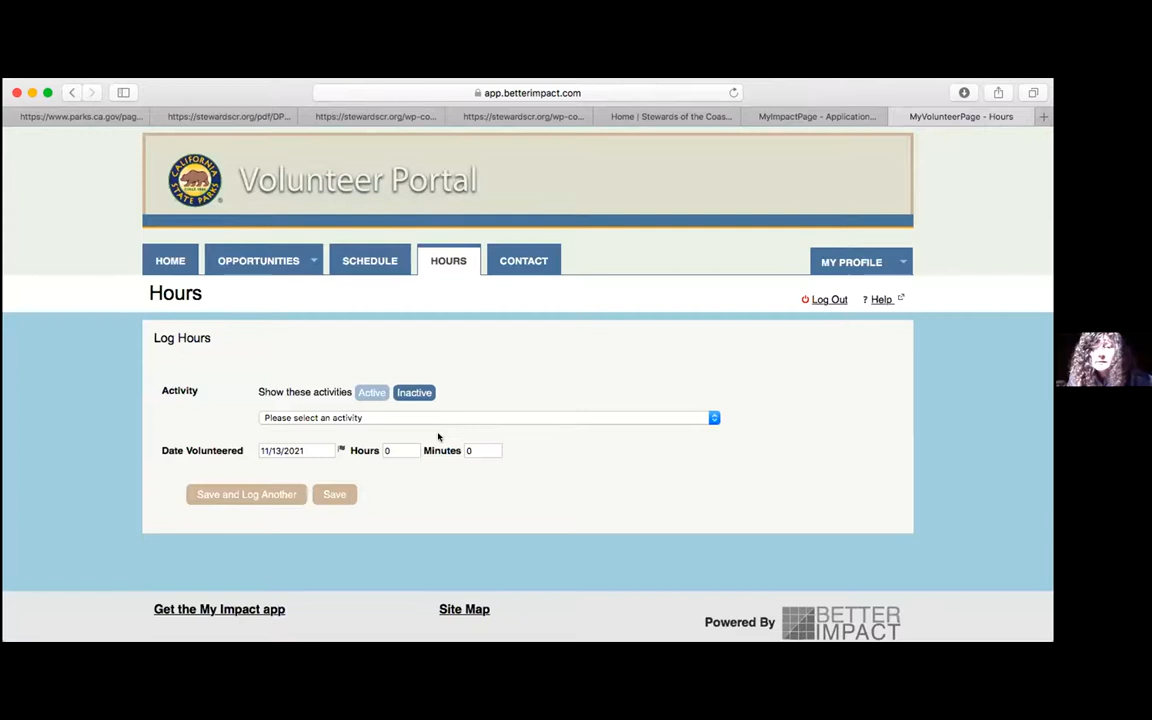 app.betterimpact.com
https://www.parks.ca.gov/pag...
https://stewardscr.org/pdf/DP...
https://stewardscr.org/wp-co...
https://stewardscr.org/wp-co...
Home | Stewards of the Coas...
MyImpactPage - Application...
MyVolunteerPage - Hours
CALIFORNIA
STATE PARKS
Volunteer Portal
HOME
OPPORTUNITIES
SCHEDULE
HOURS
CONTACT
MY PROFILE
Hours
Log Out
? Help
Log Hours
Activity
Show these activities Active Inactive
Please select an activity
Date Volunteered 11/13/2021 Hours 0 Minutes 0
Save and Log Another Save
Get the My Impact app
Site Map
Powered By
BETTER
IMPACT